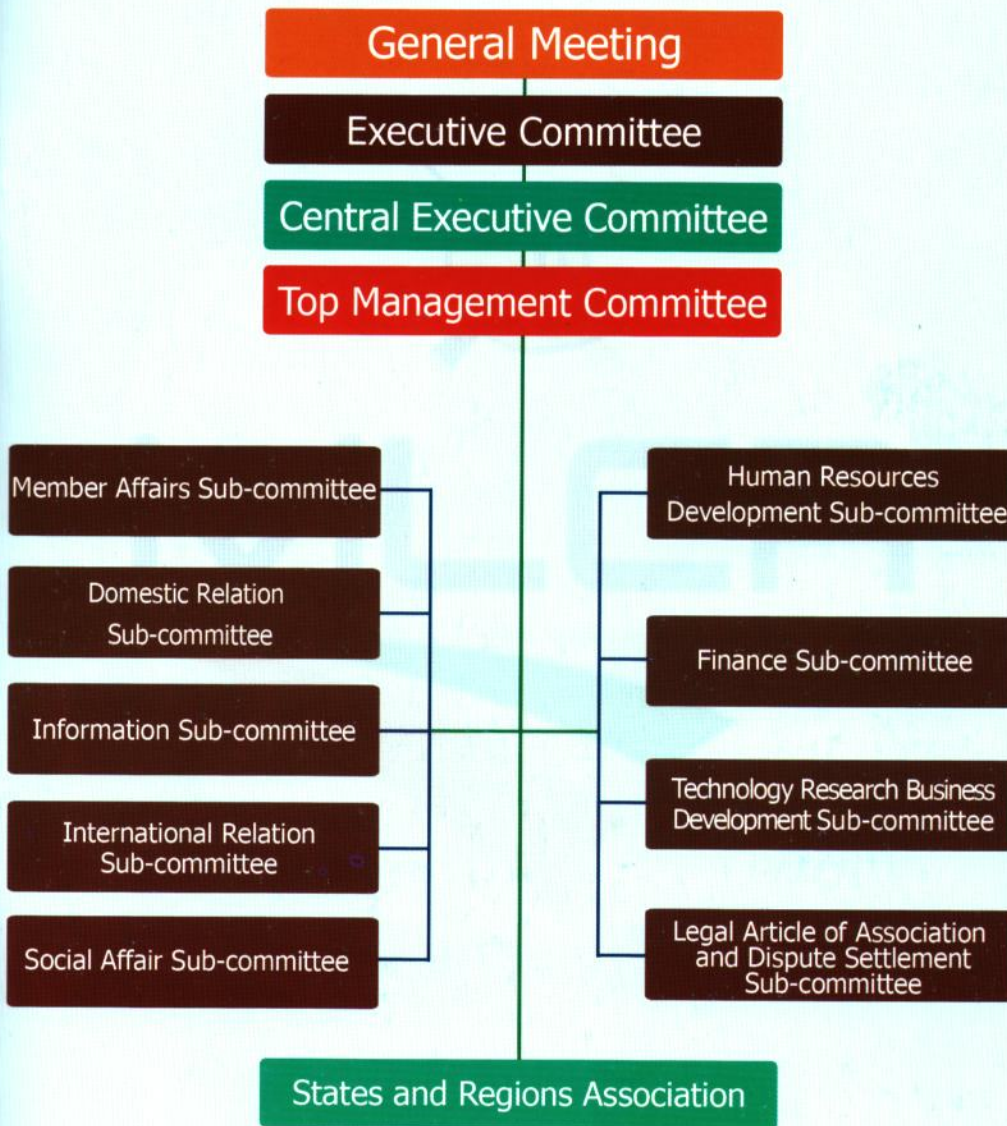 General Meeting
Executive Committee
Central Executive Committee
Top Management Committee
Member Affairs Sub-committee
Domestic Relation
Sub-committee
Information Sub-committee
International Relation
Sub-committee
Social Affair Sub-committee
Human Resources
Development Sub-committee
Finance Sub-committee
Technology Research Business
Development Sub-committee
Legal Article of Association
and Dispute Settlement
Sub-committee
States and Regions Association